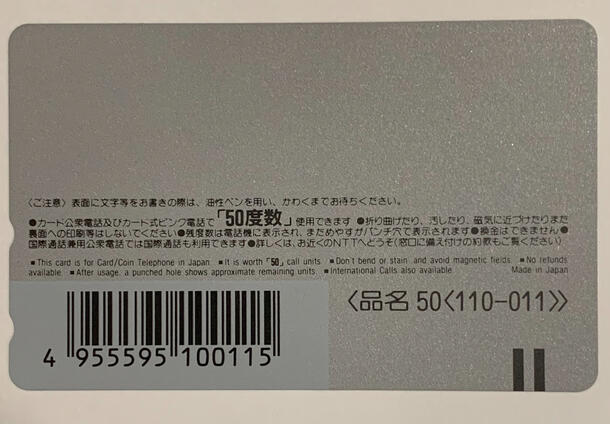 〈ご注意〉表面に文字等をお書きの際は、油性ペンを用い、かわくまでお待ちください。
●カード公衆電話及びカード式ピンク電話で「50度数」使用できます●折り曲げたり、汚したり、磁気に近づけたりまた
裏面への印刷等はしないでください●残度数は電話機に表示され、まためやすがパンチ穴で表示されます●換金はできません●
国際通話兼用公衆電話では国際通話も利用できます●詳しくは、お近くのNTTへどうぞ(窓口に備え付けの約款もご覧ください)
■This card is for Card/Coin Telephone in Japan. ■It is worth「50」call units ■Don't bend or stain, and avoid magnetic fields. ■No refunds
available. ■After usage, a punched hole shows approximate remaining units. ■International Calls also available. Made in Japan
〈品名 50〈110-011〉〉
4 955595 100115